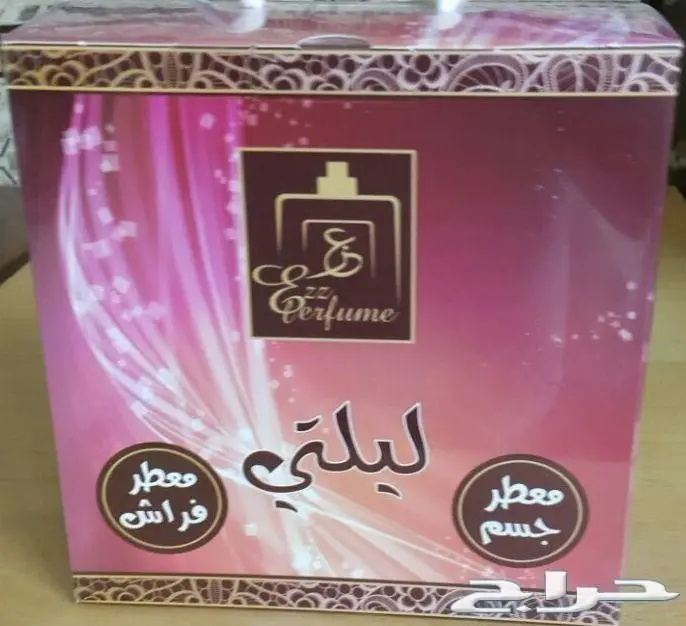 عز
Ezz
Perfume
ليلتي
معطر
جسم
معطر
فراش
حراج